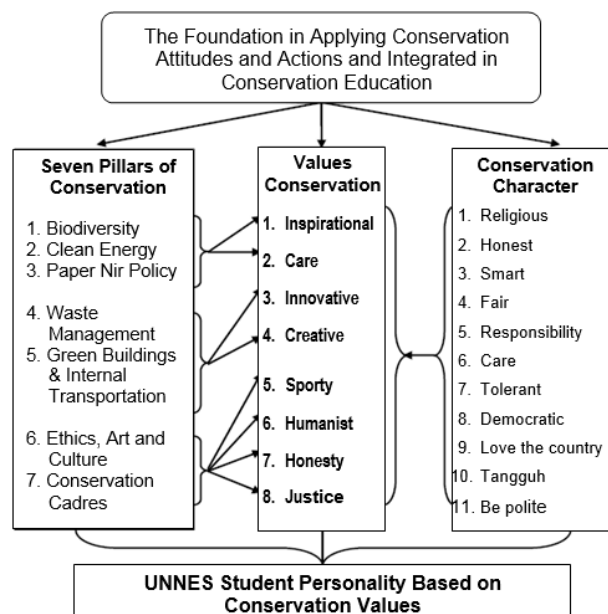 The Foundation in Applying Conservation
Attitudes and Actions and Integrated in
Conservation Education
Seven Pillars of
Conservation
1. Biodiversity
2. Clean Energy
3. Paper Nir Policy
4. Waste
Management
5. Green Buildings
& Internal
Transportation
6. Ethics, Art and
Culture
7. Conservation
Cadres
Values
Conservation
1. Inspirational
2. Care
3. Innovative
4. Creative
5. Sporty
6. Humanist
7. Honesty
8. Justice
Conservation
Character
1. Religious
2. Honest
3. Smart
4. Fair
5. Responsibility
6. Care
7. Tolerant
8. Democratic
9. Love the country
10. Tangguh
11. Be polite
UNNES Student Personality Based on
Conservation Values